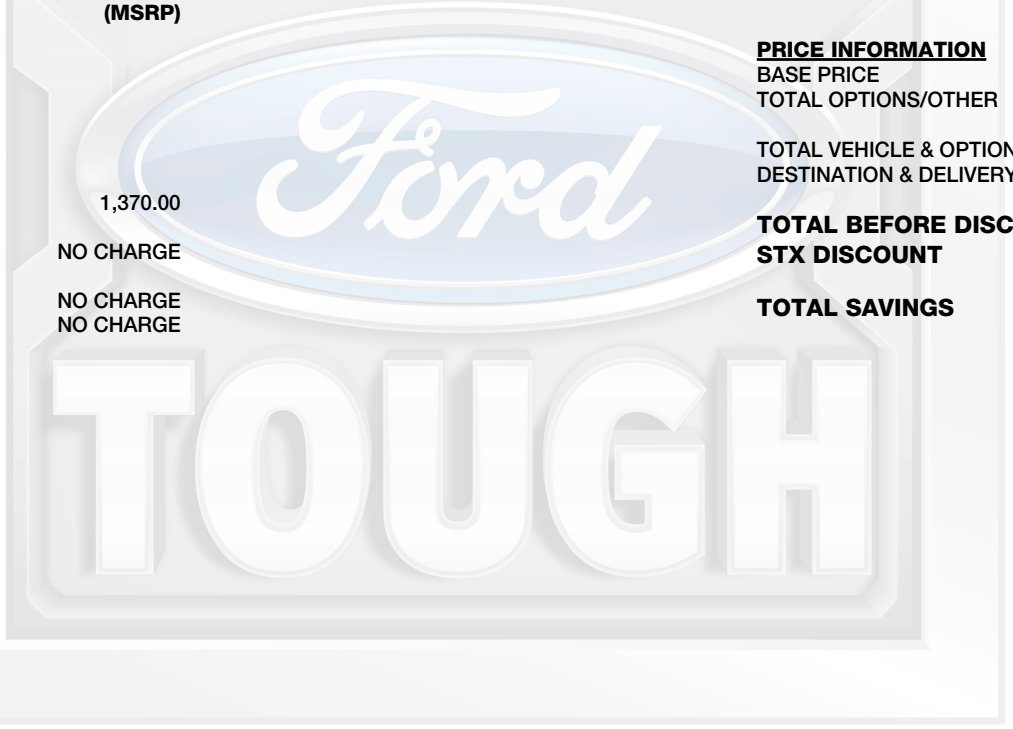 (MSRP)
1,370.00
NO CHARGE
NO CHARGE
NO CHARGE
PRICE INFORMATION
BASE PRICE
TOTAL OPTIONS/OTHER
TOTAL VEHICLE & OPTION
DESTINATION & DELIVERY
TOTAL BEFORE DISC
STX DISCOUNT
TOTAL SAVINGS
Ford
TOUGH